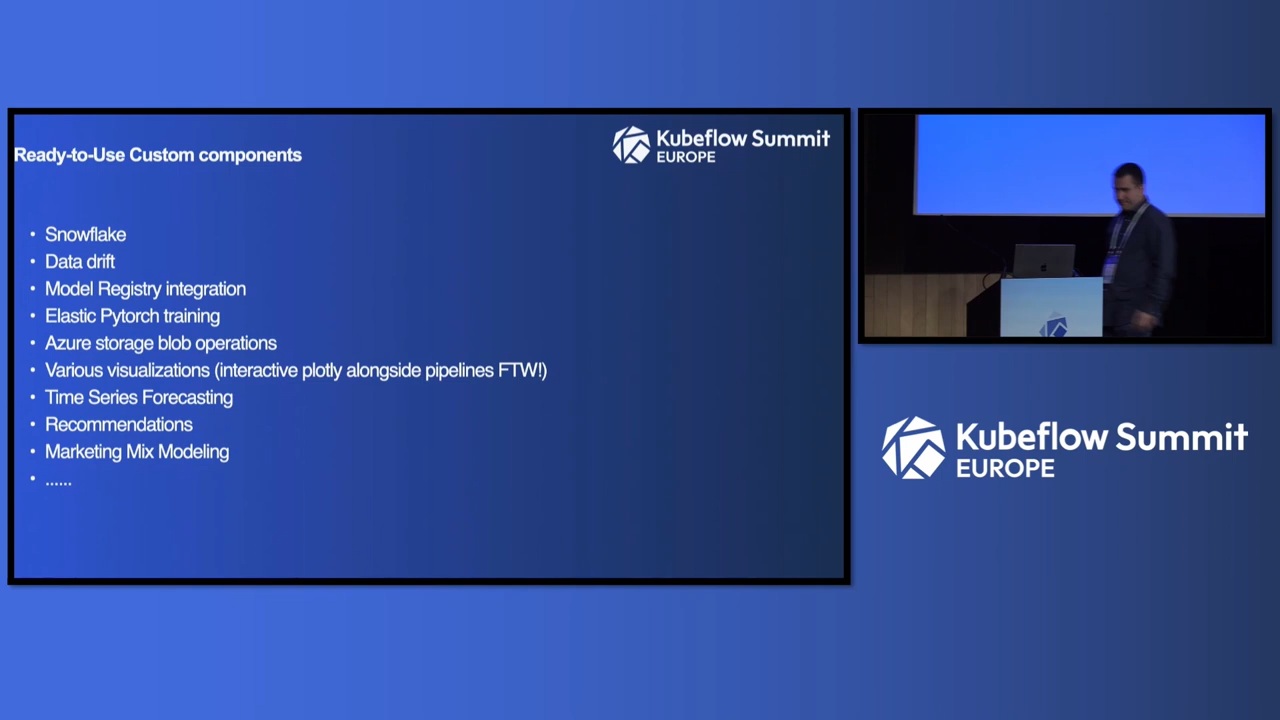 Ready-to-Use Custom components
Kubeflow Summit
EUROPE
• Snowflake
• Data drift
• Model Registry integration
• Elastic Pytorch training
• Azure storage blob operations
• Various visualizations (interactive plotly alongside pipelines FTW!)
• Time Series Forecasting
• Recommendations
• Marketing Mix Modeling
• ......
Kubeflow Summit
EUROPE